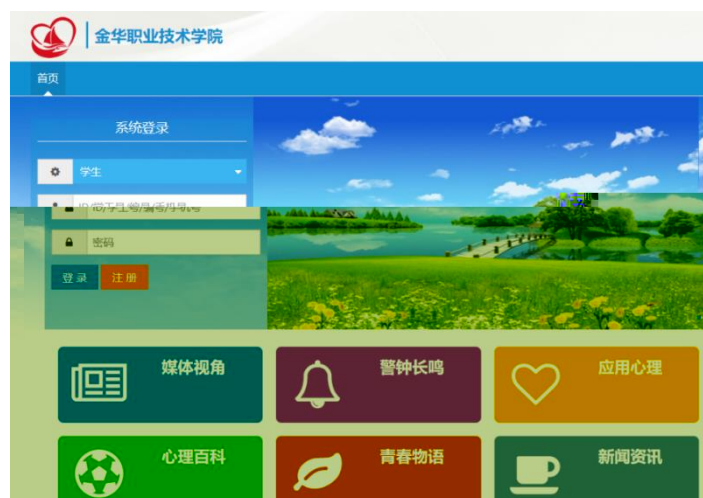 金华职业技术学院
首页
系统登录
学生
密码
登录 注册
媒体视角 警钟长鸣 应用心理
心理百科 青春物语 新闻资讯